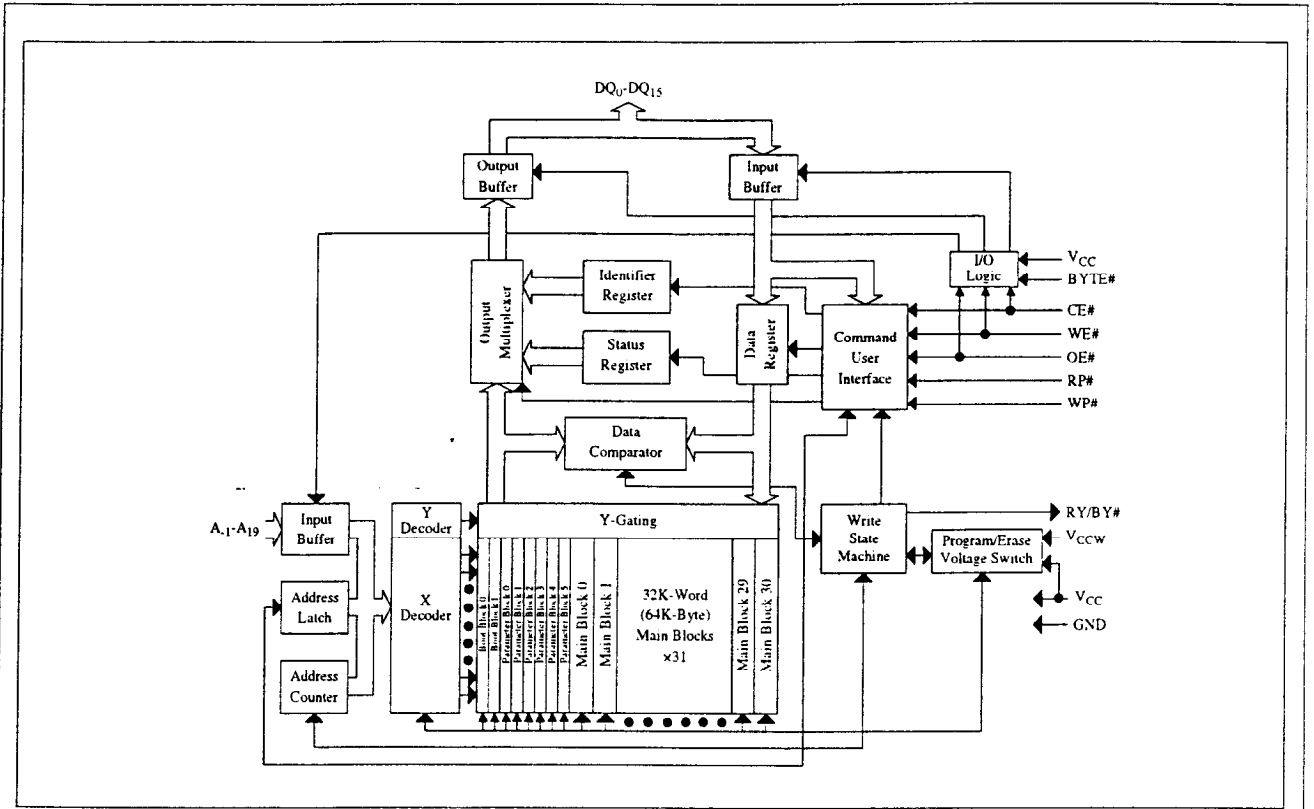 DQ0-DQ15
Output
Buffer
Input
Buffer
I/O
Logic
VCC
BYTE#
CE#
WE#
OE#
RP#
WP#
Output
Multiplexer
Identifier
Register
Status
Register
Data
Register
Command
User
Interface
Data
Comparator
A-1-A19
Input
Buffer
Address
Latch
Address
Counter
Y
Decoder
X
Decoder
Y-Gating
Boot Block 0
Boot Block 1
Parameter Block 0
Parameter Block 1
Parameter Block 2
Parameter Block 3
Parameter Block 4
Parameter Block 5
Main Block 0
Main Block 1
32K-Word
(64K-Byte)
Main Blocks
×31
Main Block 29
Main Block 30
Write
State
Machine
Program/Erase
Voltage Switch
RY/BY#
VCCW
VCC
GND